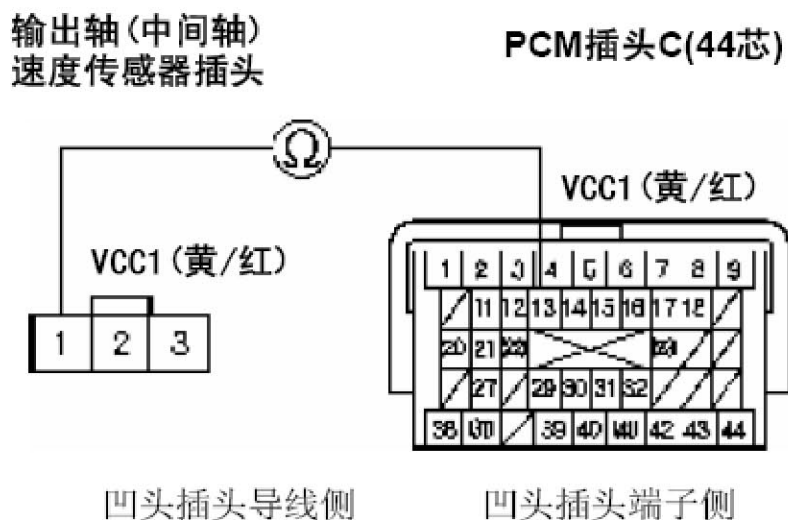 输出轴(中间轴)
速度传感器插头
PCM插头C(44芯)
Ω
VCC1(黄/红)
VCC1(黄/红)
1 2 3 4 5 6 7 8 9
11 12 13 14 15 16 17 18
1 2 3
20 21
27 29 30 31 32
39 40 42 43 44
凹头插头导线侧
凹头插头端子侧